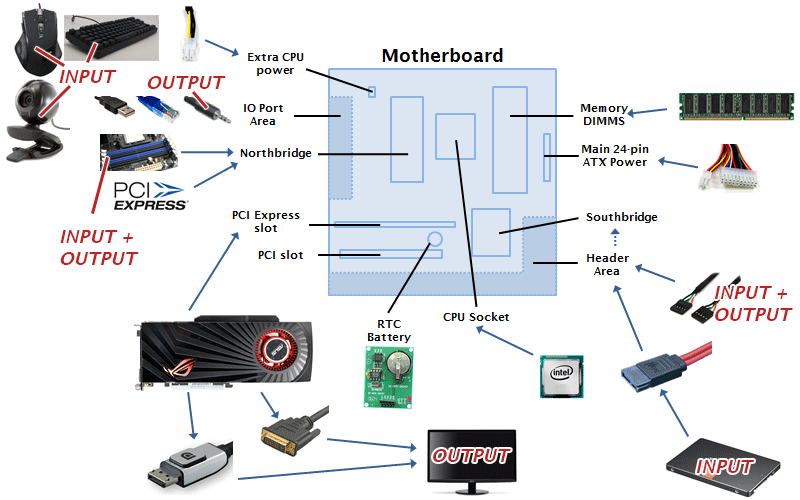 Motherboard
Extra CPU
power
INPUT
OUTPUT
IO Port
Area
Memory
DIMMS
Northbridge
Main 24-pin
ATX Power
PCI
EXPRESS®
INPUT +
OUTPUT
PCI Express
slot
Southbridge
PCI slot
Header
Area
INPUT +
OUTPUT
RTC
Battery
CPU Socket
ASUS
intel
OUTPUT
INPUT